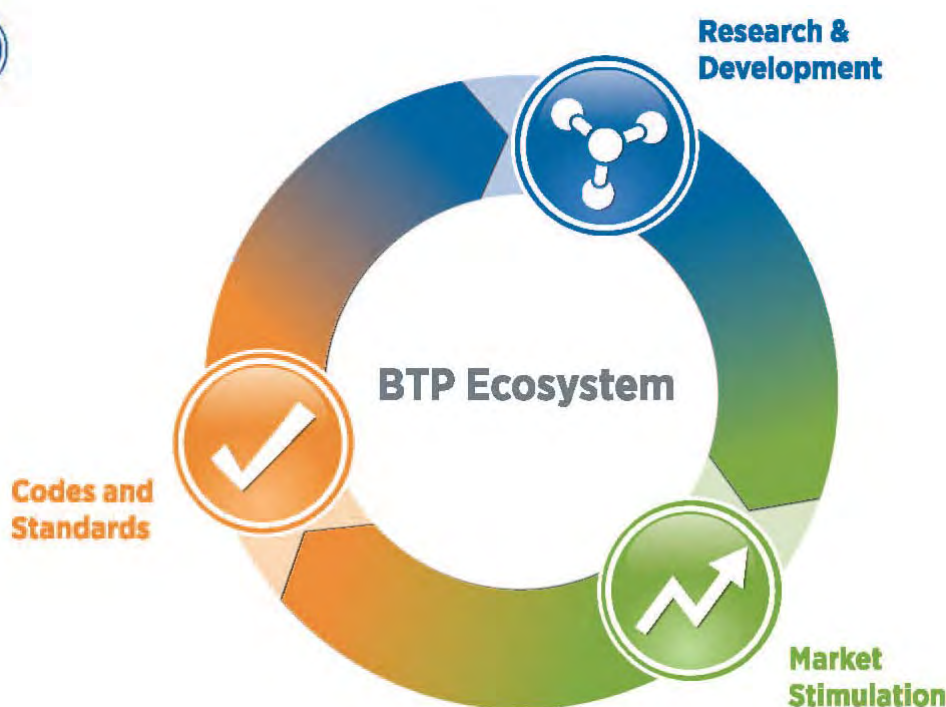 Research &
Development
BTP Ecosystem
Codes and
Standards
Market
Stimulation